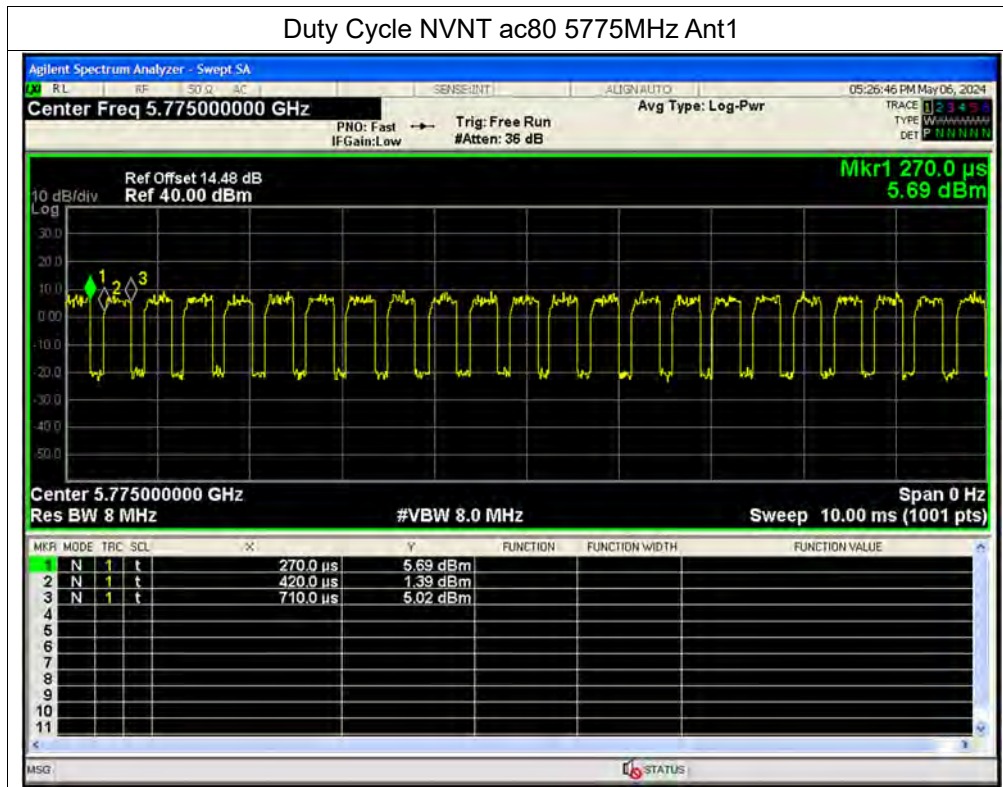 Duty Cycle NVNT ac80 5775MHz Ant1
Agilent Spectrum Analyzer - Swept SA
RL RF 50 Ω AC SENSE:INT ALIGN AUTO 05:26:46 PM May 06, 2024
Center Freq 5.775000000 GHz Avg Type: Log-Pwr TRACE 1 2 3 4 5 6
PNO: Fast Trig: Free Run TYPE W
IFGain:Low #Atten: 36 dB DET P N N N N N
Mkr1 270.0 µs
5.69 dBm
Ref Offset 14.48 dB
10 dB/div Ref 40.00 dBm
Log
30.0
20.0
10.0
0.00
-10.0
-20.0
-30.0
-40.0
-50.0
1 2 3
Center 5.775000000 GHz Span 0 Hz
Res BW 8 MHz #VBW 8.0 MHz Sweep 10.00 ms (1001 pts)
MKR MODE TRC SCL X Y FUNCTION FUNCTION WIDTH FUNCTION VALUE
1 N 1 t 270.0 µs 5.69 dBm
2 N 1 t 420.0 µs 1.39 dBm
3 N 1 t 710.0 µs 5.02 dBm
4
5
6
7
8
9
10
11
MSG STATUS